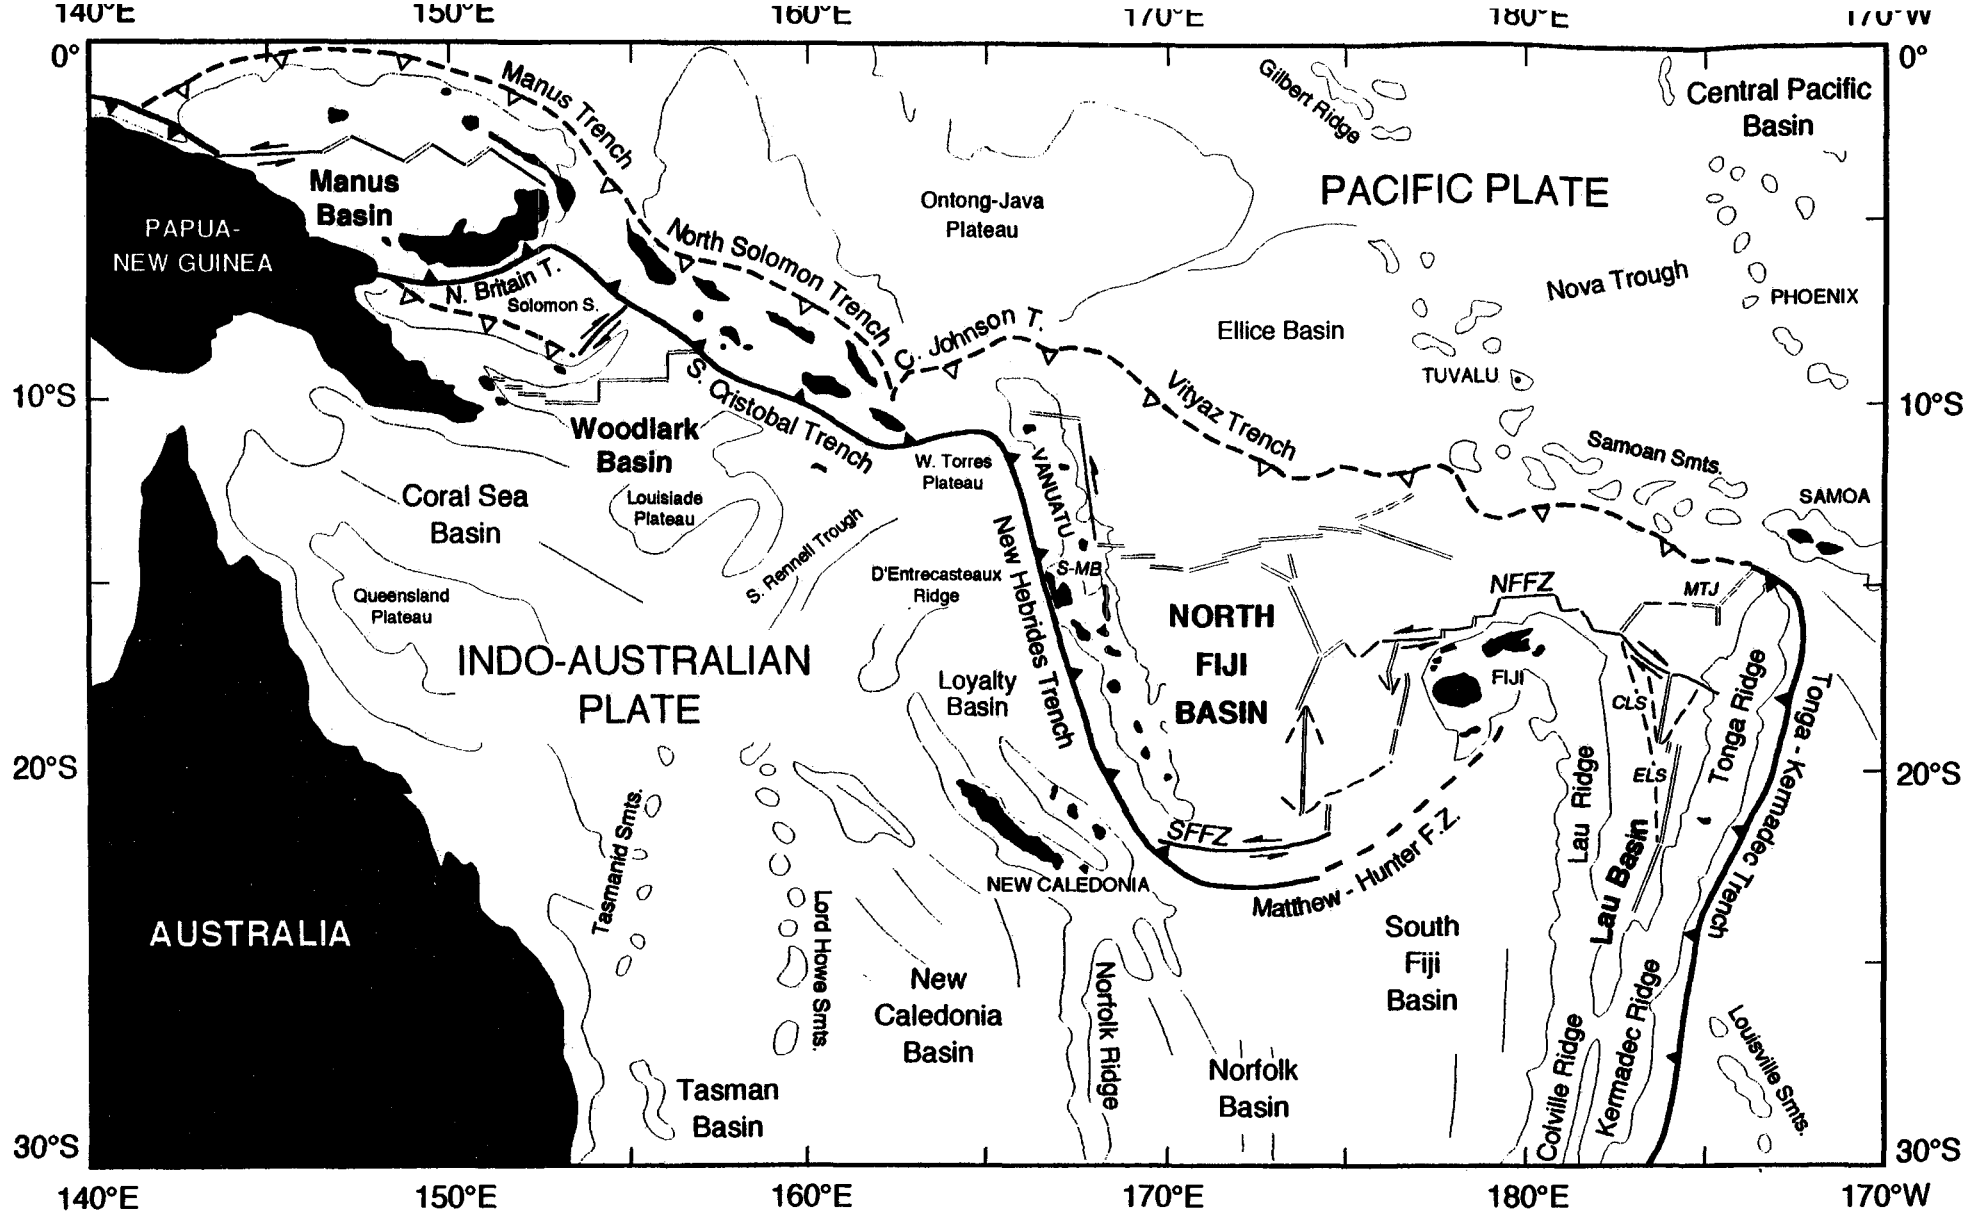 140°E 150°E 160°E 170°E 180°E 170°W
0°
0°
Manus Trench
Gilbert Ridge
Central Pacific
Basin
Manus
Basin
Ontong-Java
Plateau
PACIFIC PLATE
PAPUA-
NEW GUINEA
North Solomon Trench
N. Britain T.
Solomon S.
Nova Trough
PHOENIX
C. Johnson T.
Ellice Basin
S. Cristobal Trench
TUVALU
Vityaz Trench
10°S
10°S
Woodlark
Basin
W. Torres
Plateau
VANUATU
Samoan Smts.
SAMOA
Coral Sea
Basin
Louisiade
Plateau
S. Rennell Trough
New Hebrides Trench
D'Entrecasteaux
Ridge
S-MB
Queensland
Plateau
NORTH
FIJI
BASIN
NFFZ
MTJ
INDO-AUSTRALIAN
PLATE
Loyalty
Basin
FIJI
CLS
Tonga Ridge
Tonga - Kermadec Trench
20°S
20°S
Tasmanid Smts.
Lau Ridge
ELS
SFFZ
Lau Basin
NEW CALEDONIA
Matthew - Hunter F.Z.
AUSTRALIA
Lord Howe Smts.
New
Caledonia
Basin
Norfolk Ridge
South
Fiji
Basin
Colville Ridge
Kermadec Ridge
Louisville Smts.
Tasman
Basin
Norfolk
Basin
30°S
30°S
140°E 150°E 160°E 170°E 180°E 170°W